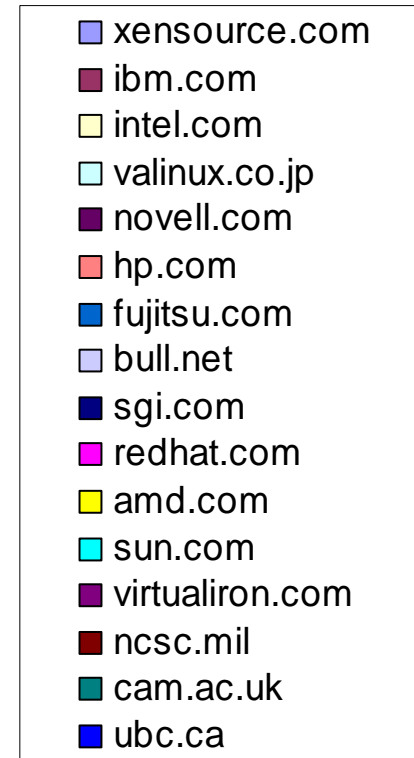 xensource.com
ibm.com
intel.com
valinux.co.jp
novell.com
hp.com
fujitsu.com
bull.net
sgi.com
redhat.com
amd.com
sun.com
virtualiron.com
ncsc.mil
cam.ac.uk
ubc.ca